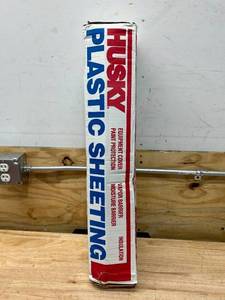 HUSKY
PLASTIC SHEETING
EQUIPMENT COVER
PAINT PROTECTION
VAPOR BARRIER
MOISTURE BARRIER
INSULATION